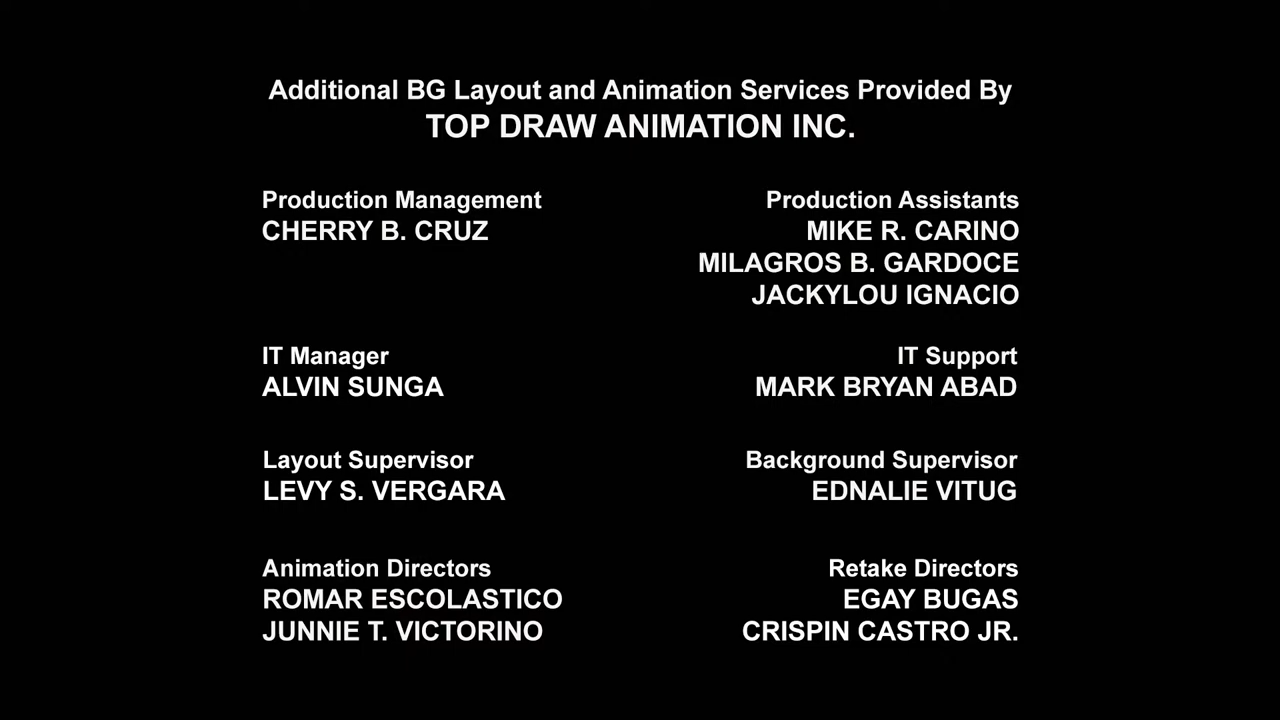 Additional BG Layout and Animation Services Provided By
TOP DRAW ANIMATION INC.
Production Management
CHERRY B. CRUZ
Production Assistants
MIKE R. CARINO
MILAGROS B. GARDOCE
JACKYLOU IGNACIO
IT Manager
ALVIN SUNGA
IT Support
MARK BRYAN ABAD
Layout Supervisor
LEVY S. VERGARA
Background Supervisor
EDNALIE VITUG
Animation Directors
ROMAR ESCOLASTICO
JUNNIE T. VICTORINO
Retake Directors
EGAY BUGAS
CRISPIN CASTRO JR.